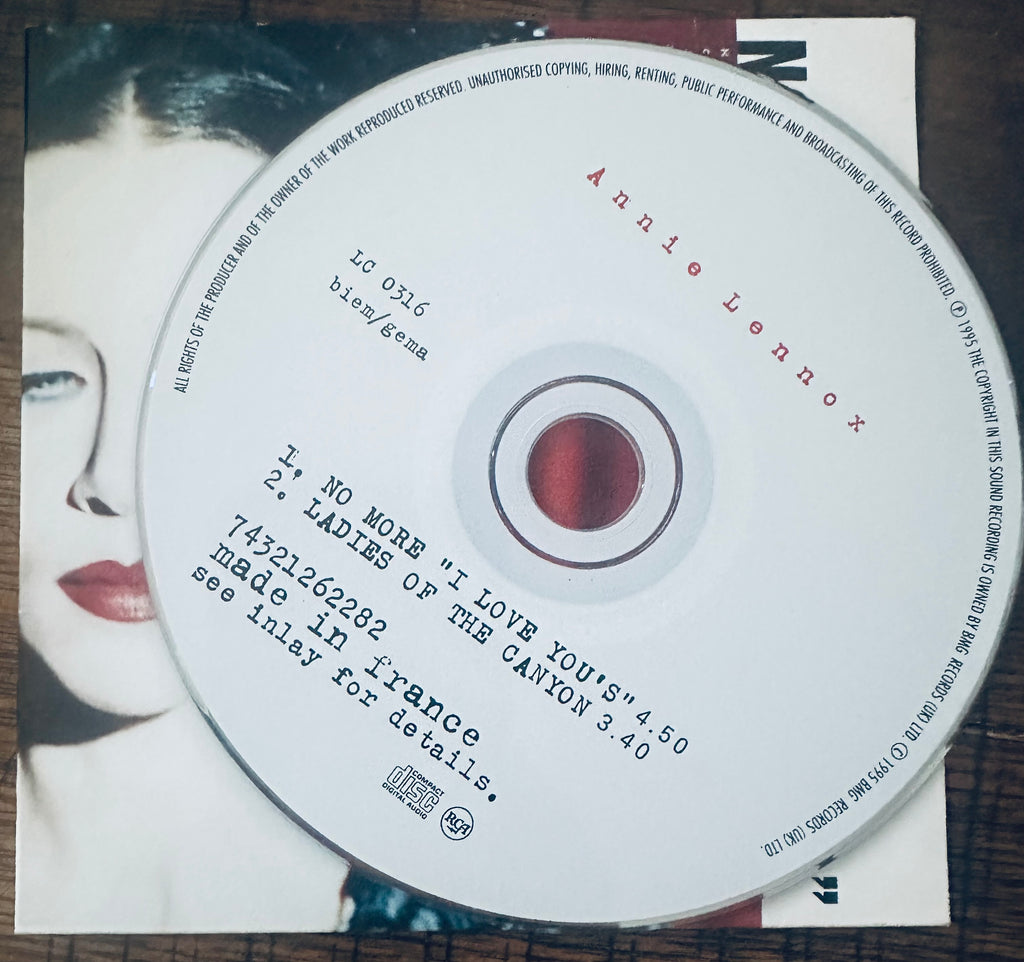 N
ALL RIGHTS OF THE PRODUCER AND OF THE OWNER OF THE WORK REPRODUCED RESERVED. UNAUTHORISED COPYING, HIRING, RENTING, PUBLIC PERFORMANCE AND BROADCASTING OF THIS RECORD PROHIBITED. ℗ 1995 THE COPYRIGHT IN THIS SOUND RECORDING IS OWNED BY BMG RECORDS (UK) LTD. © 1995 BMG RECORDS (UK) LTD.
Annie Lennox
LC 0316
biem/gema
1. NO MORE "I LOVE YOU'S" 4.50
2. LADIES OF THE CANYON 3.40
74321262282
made in france
see inlay for details.
COMPACT
disc
DIGITAL AUDIO
RCA
"